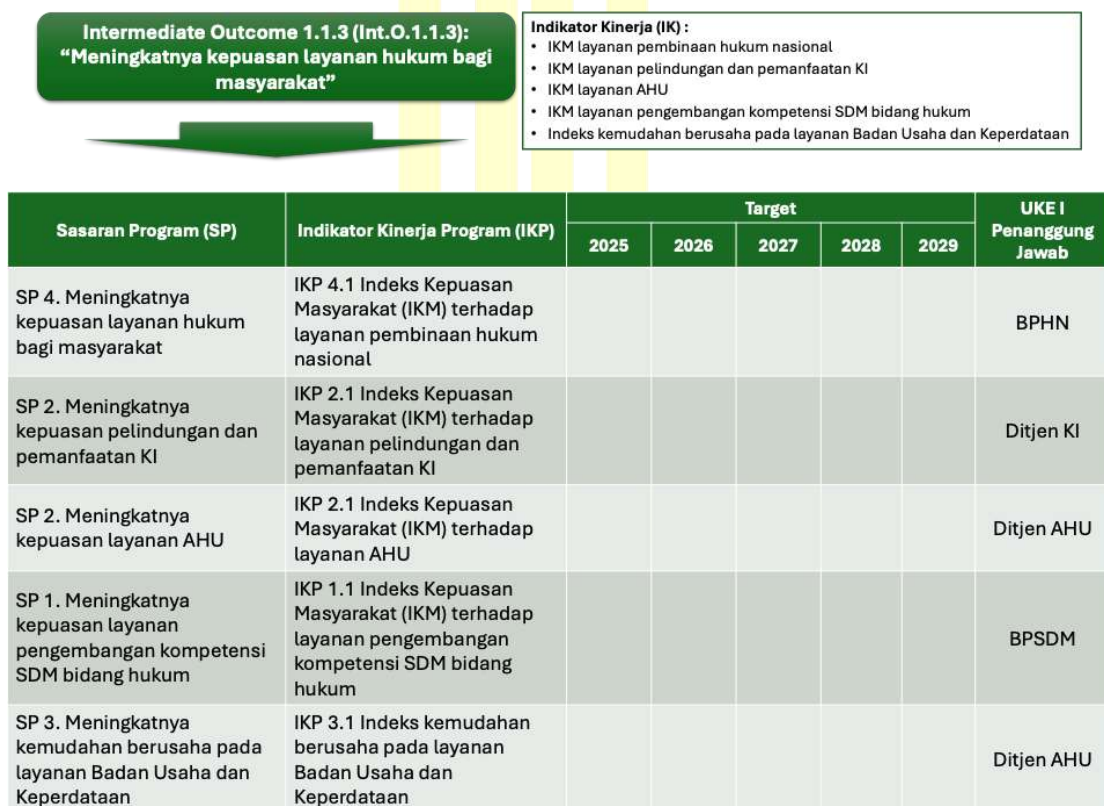 Intermediate Outcome 1.1.3 (Int.O.1.1.3):
“Meningkatnya kepuasan layanan hukum bagi
masyarakat”
Indikator Kinerja (IK) :
• IKM layanan pembinaan hukum nasional
• IKM layanan pelindungan dan pemanfaatan KI
• IKM layanan AHU
• IKM layanan pengembangan kompetensi SDM bidang hukum
• Indeks kemudahan berusaha pada layanan Badan Usaha dan Keperdataan
Sasaran Program (SP)
Indikator Kinerja Program (IKP)
Target
2025 2026 2027 2028 2029
UKE I
Penanggung
Jawab
SP 4. Meningkatnya
kepuasan layanan hukum
bagi masyarakat
IKP 4.1 Indeks Kepuasan
Masyarakat (IKM) terhadap
layanan pembinaan hukum
nasional
BPHN
SP 2. Meningkatnya
kepuasan pelindungan dan
pemanfaatan KI
IKP 2.1 Indeks Kepuasan
Masyarakat (IKM) terhadap
layanan pelindungan dan
pemanfaatan KI
Ditjen KI
SP 2. Meningkatnya
kepuasan layanan AHU
IKP 2.1 Indeks Kepuasan
Masyarakat (IKM) terhadap
layanan AHU
Ditjen AHU
SP 1. Meningkatnya
kepuasan layanan
pengembangan kompetensi
SDM bidang hukum
IKP 1.1 Indeks Kepuasan
Masyarakat (IKM) terhadap
layanan pengembangan
kompetensi SDM bidang
hukum
BPSDM
SP 3. Meningkatnya
kemudahan berusaha pada
layanan Badan Usaha dan
Keperdataan
IKP 3.1 Indeks kemudahan
berusaha pada layanan
Badan Usaha dan
Keperdataan
Ditjen AHU